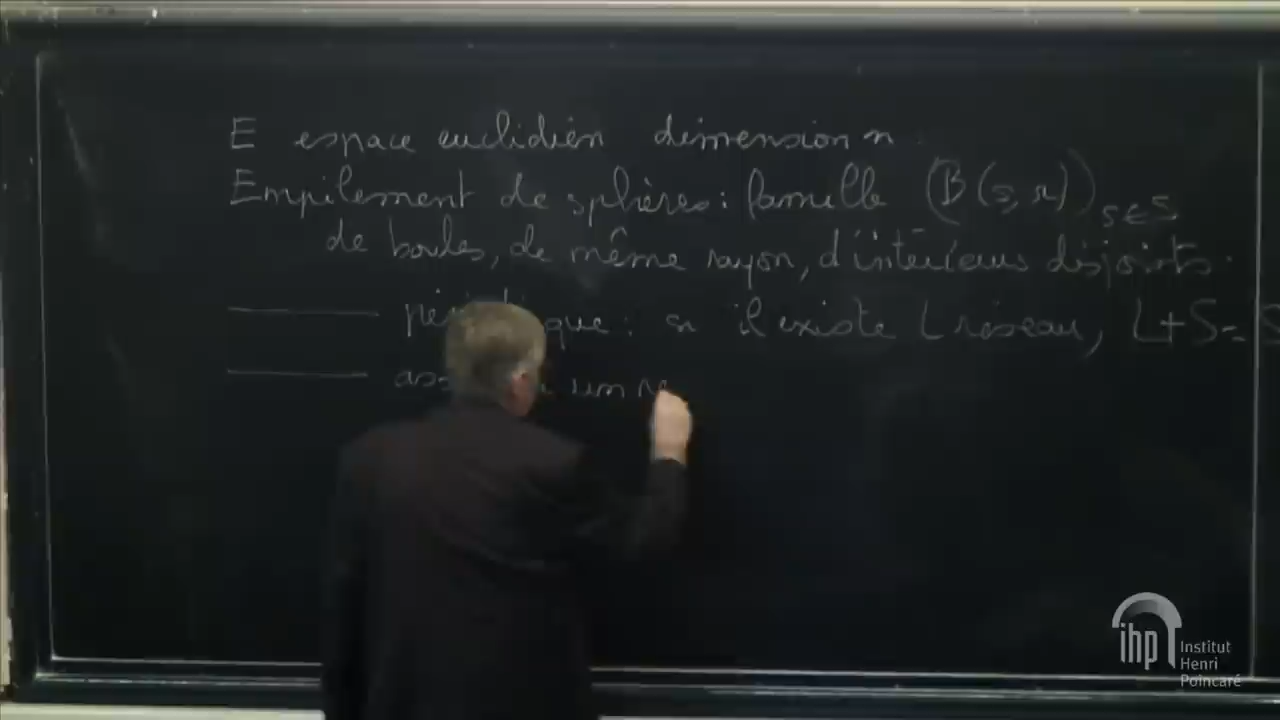 E espace euclidien dimension n.
Empilement de sphères : famille (B(s,r))s∈S
de boules, de même rayon, d'intérieurs disjoints.
——— que : si il existe L réseau, L+S=S
——— un
ihp Institut
Henri
Poincaré